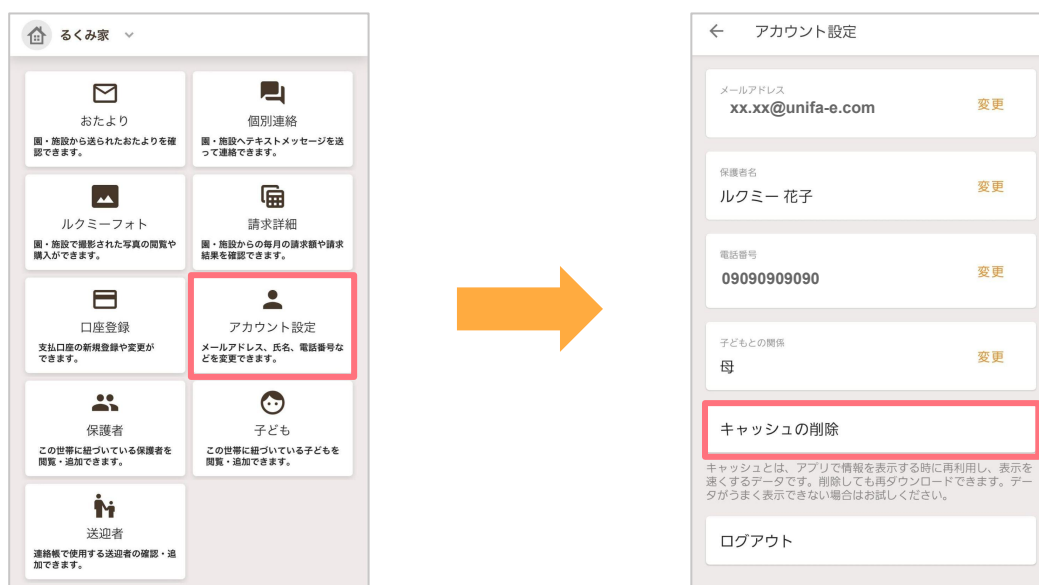 るくみ家
おたより
園・施設から送られたおたよりを確
認できます。
個別連絡
園・施設へテキストメッセージを送
って連絡できます。
ルクミーフォト
園・施設で撮影された写真の閲覧や
購入ができます。
請求詳細
園・施設からの毎月の請求額や請求
結果を確認できます。
口座登録
支払口座の新規登録や変更が
できます。
アカウント設定
メールアドレス、氏名、電話番号な
どを変更できます。
保護者
この世帯に紐づいている保護者を
閲覧・追加できます。
子ども
この世帯に紐づいている子どもを
閲覧・追加できます。
送迎者
連絡帳で使用する送迎者の確認・追
加できます。
アカウント設定
メールアドレス
xx.xx@unifa-e.com
変更
保護者名
ルクミー 花子
変更
電話番号
09090909090
変更
子どもとの関係
母
変更
キャッシュの削除
キャッシュとは、アプリで情報を表示する時に再利用し、表示を
速くするデータです。削除しても再ダウンロードできます。デー
タがうまく表示できない場合はお試しください。
ログアウト